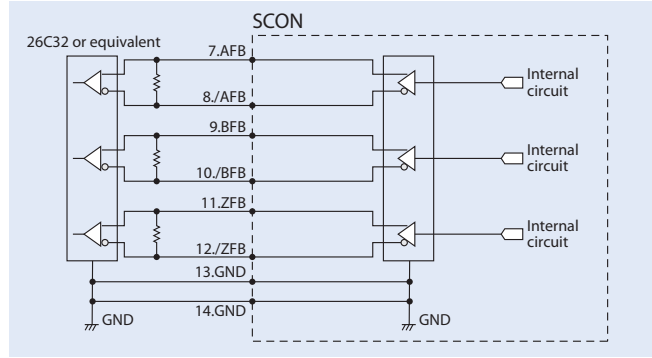 SCON
26C32 or equivalent
7.AFB
Internal
circuit
8./AFB
9.BFB
Internal
circuit
10./BFB
11.ZFB
Internal
circuit
12./ZFB
13.GND
14.GND
GND
GND